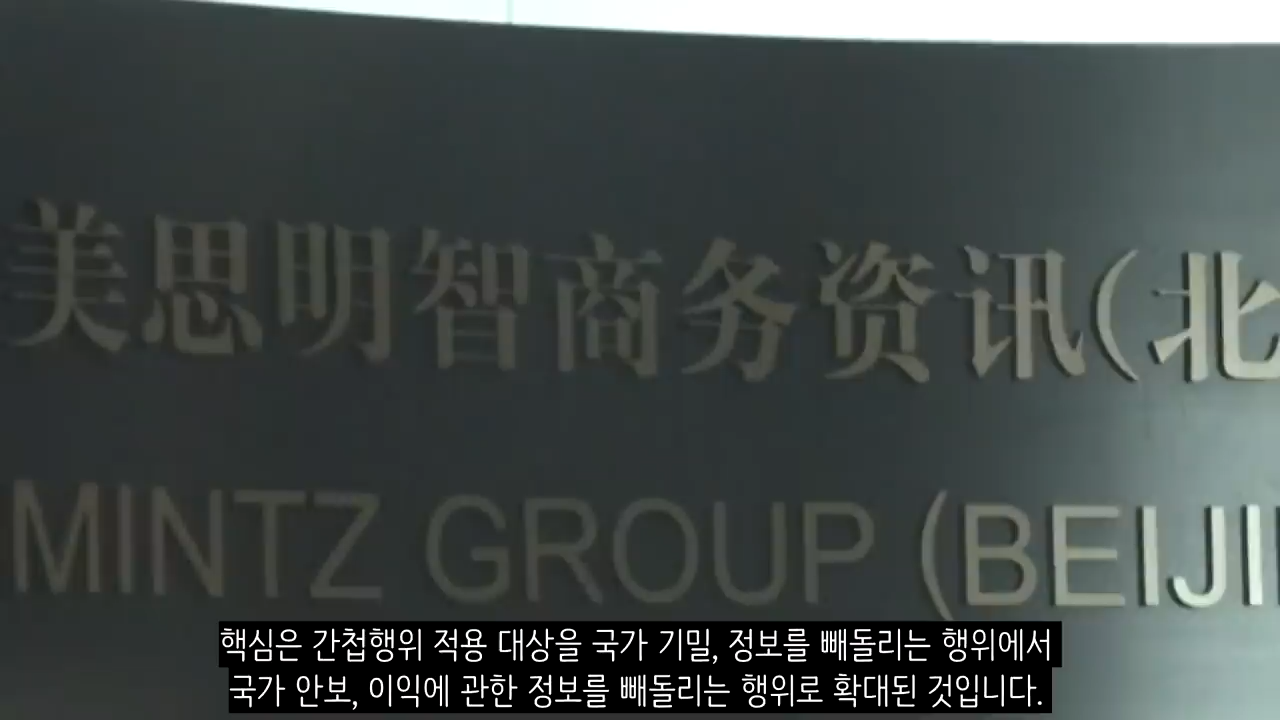 美思明智商务资讯(北
MINTZ GROUP (BEIJI
핵심은 간첩행위 적용 대상을 국가 기밀, 정보를 빼돌리는 행위에서
국가 안보, 이익에 관한 정보를 빼돌리는 행위로 확대된 것입니다.